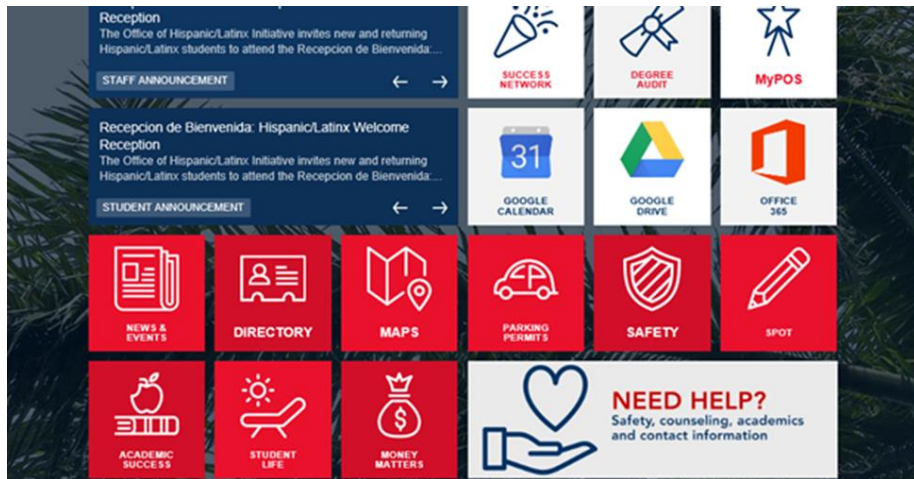 Reception
The Office of Hispanic/Latinx Initiative invites new and returning
Hispanic/Latinx students to attend the Recepcion de Bienvenida:...
STAFF ANNOUNCEMENT
← →
SUCCESS
NETWORK
DEGREE
AUDIT
MyPOS
Recepcion de Bienvenida: Hispanic/Latinx Welcome
Reception
The Office of Hispanic/Latinx Initiative invites new and returning
Hispanic/Latinx students to attend the Recepcion de Bienvenida:...
STUDENT ANNOUNCEMENT
← →
31
GOOGLE
CALENDAR
GOOGLE
DRIVE
OFFICE
365
NEWS &
EVENTS
DIRECTORY
MAPS
PARKING
PERMITS
SAFETY
SPOT
ACADEMIC
SUCCESS
STUDENT
LIFE
$
MONEY
MATTERS
NEED HELP?
Safety, counseling, academics
and contact information